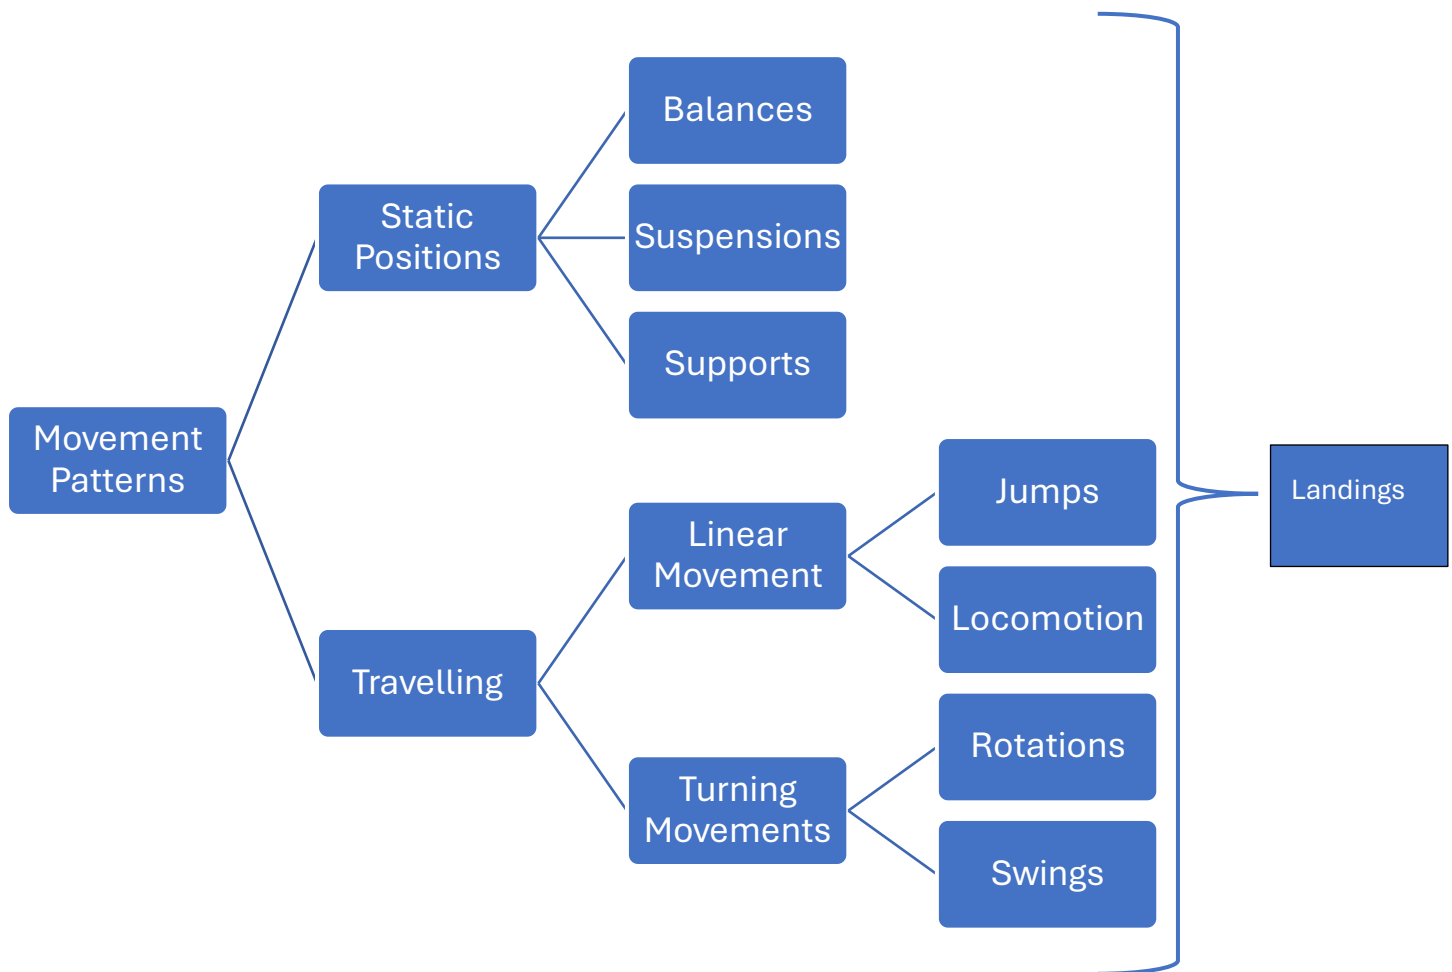 Movement
Patterns
Static
Positions
Travelling
Balances
Suspensions
Supports
Linear
Movement
Turning
Movements
Jumps
Locomotion
Rotations
Swings
Landings